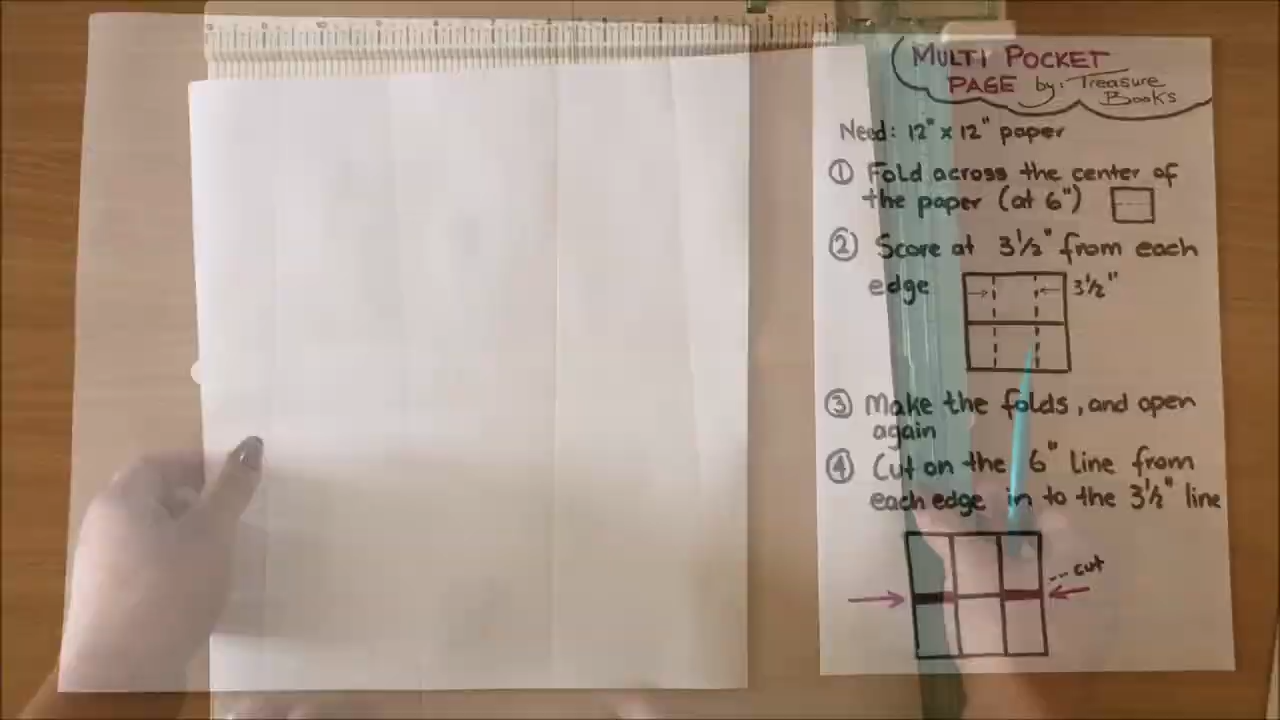 MULTI POCKET
PAGE by: Treasure
Books
Need: 12" x 12" paper
① Fold across the center of
the paper (at 6")
② Score at 3½" from each
edge
3½"
③ Make the folds, and open
again
④ Cut on the 6" line from
each edge in to the 3½" line
--- cut